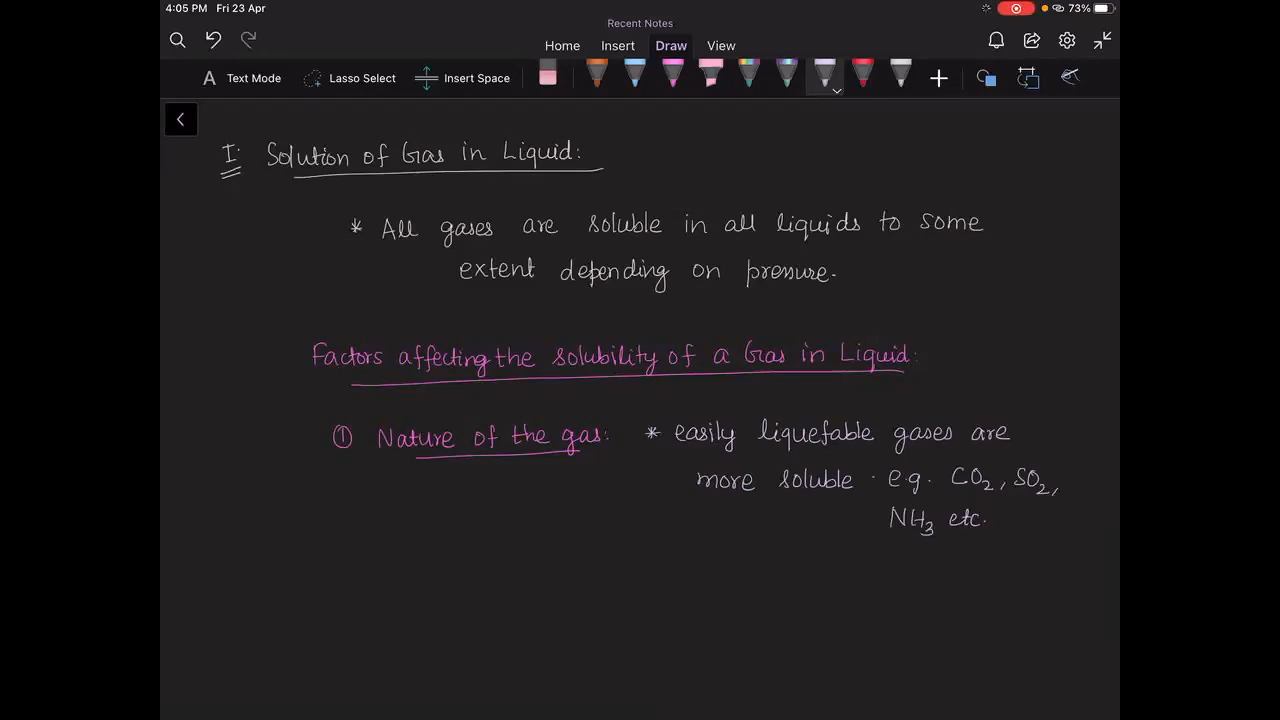 4:05 PM Fri 23 Apr
73%
Recent Notes
Home Insert Draw View
Text Mode Lasso Select Insert Space
I. Solution of Gas in Liquid:
* All gases are soluble in all liquids to some
extent depending on pressure.
Factors affecting the solubility of a Gas in Liquid:
① Nature of the gas: * easily liquefable gases are
more soluble. e.g. CO₂, SO₂,
NH₃ etc.